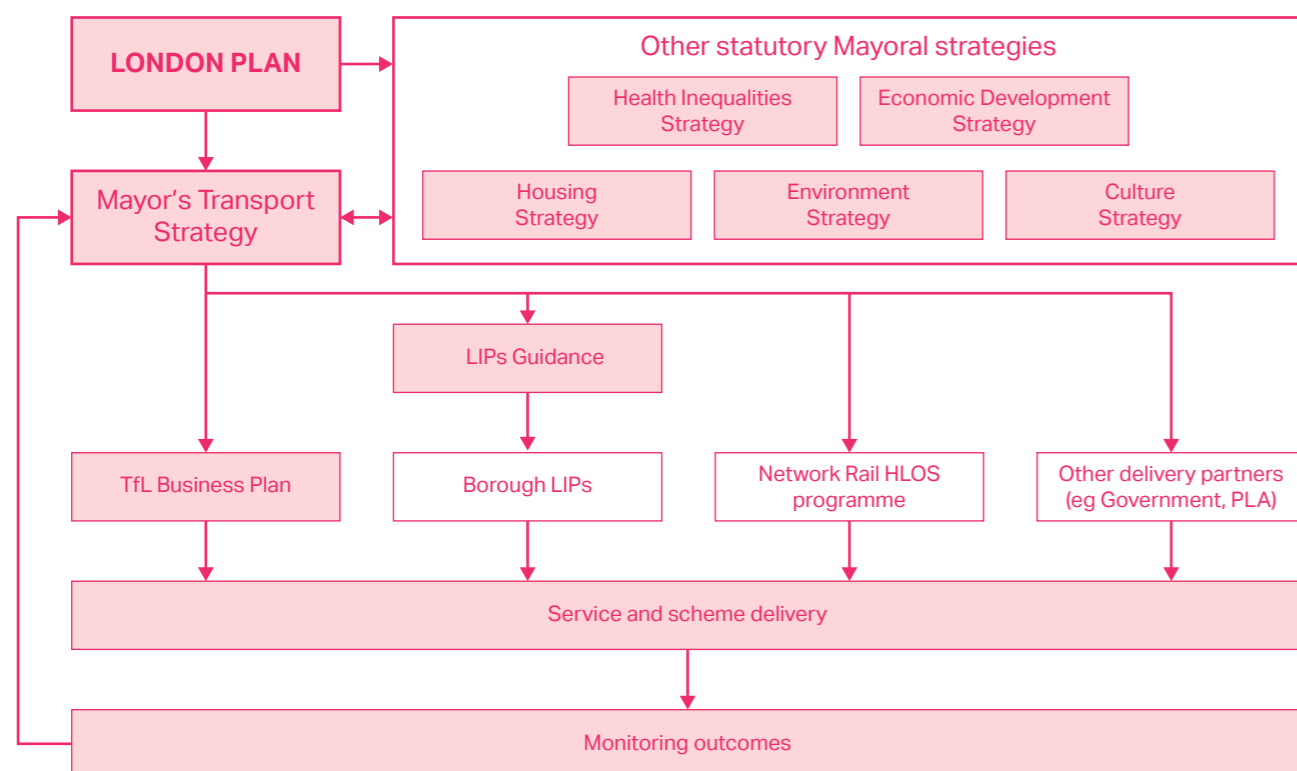 LONDON PLAN
Other statutory Mayoral strategies
Health Inequalities
Strategy
Economic Development
Strategy
Mayor’s Transport
Strategy
Housing
Strategy
Environment
Strategy
Culture
Strategy
LIPs Guidance
TfL Business Plan
Borough LIPs
Network Rail HLOS
programme
Other delivery partners
(eg Government, PLA)
Service and scheme delivery
Monitoring outcomes